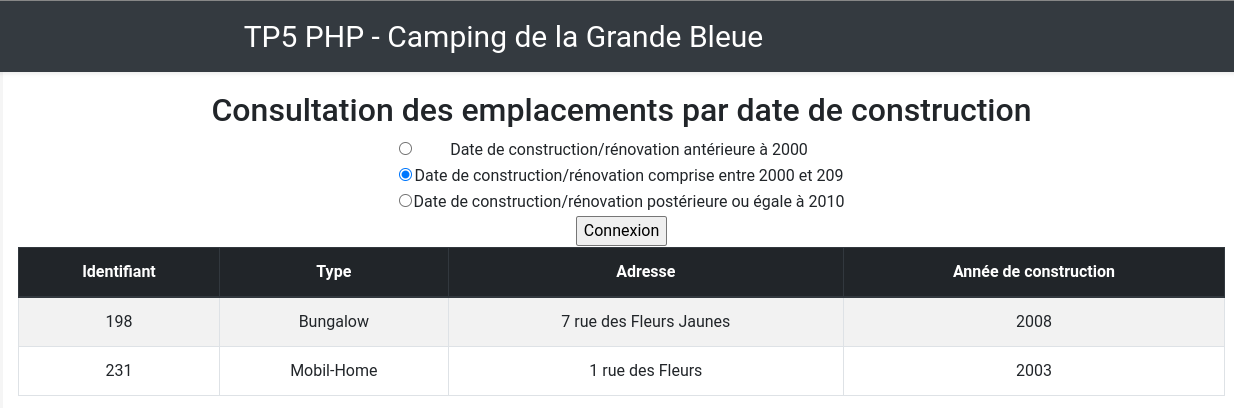 TP5 PHP - Camping de la Grande Bleue
Consultation des emplacements par date de construction
Date de construction/rénovation antérieure à 2000
Date de construction/rénovation comprise entre 2000 et 209
Date de construction/rénovation postérieure ou égale à 2010
Connexion
Identifiant Type Adresse Année de construction
198 Bungalow 7 rue des Fleurs Jaunes 2008
231 Mobil-Home 1 rue des Fleurs 2003